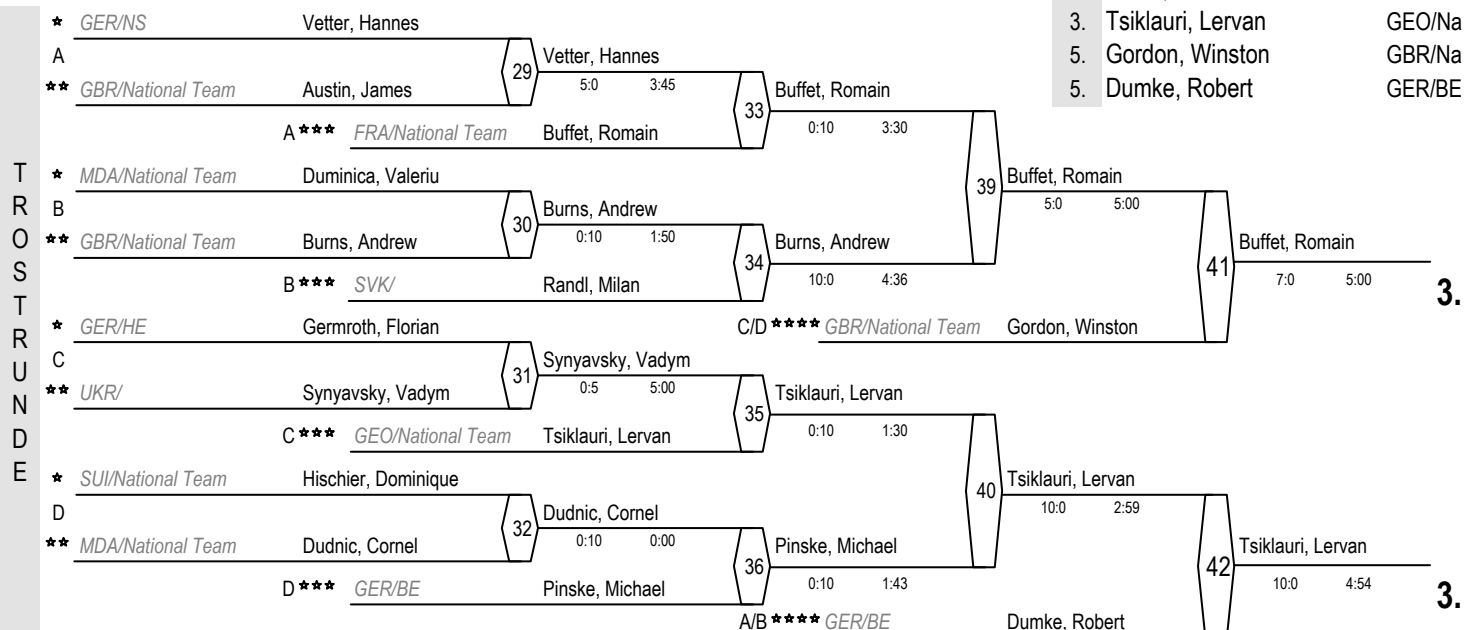 3. Tsiklauri, Lervan GEO/Na
5. Gordon, Winston GBR/Na
5. Dumke, Robert GER/BE
TROSTRUNDE
* GER/NS Vetter, Hannes
A
29 Vetter, Hannes
5:0 3:45
** GBR/National Team Austin, James
33 Buffet, Romain
0:10 3:30
A *** FRA/National Team Buffet, Romain
* MDA/National Team Duminica, Valeriu
39 Buffet, Romain
5:0 5:00
B
30 Burns, Andrew
0:10 1:50
** GBR/National Team Burns, Andrew
34 Burns, Andrew
10:0 4:36
41 Buffet, Romain
7:0 5:00
3.
B *** SVK/ Randl, Milan
* GER/HE Germroth, Florian
C/D **** GBR/National Team Gordon, Winston
C
31 Synyavsky, Vadym
0:5 5:00
** UKR/ Synyavsky, Vadym
35 Tsiklauri, Lervan
0:10 1:30
C *** GEO/National Team Tsiklauri, Lervan
* SUI/National Team Hischier, Dominique
40 Tsiklauri, Lervan
10:0 2:59
D
32 Dudnic, Cornel
0:10 0:00
** MDA/National Team Dudnic, Cornel
36 Pinske, Michael
0:10 1:43
42 Tsiklauri, Lervan
10:0 4:54
3.
D *** GER/BE Pinske, Michael
A/B **** GER/BE Dumke, Robert